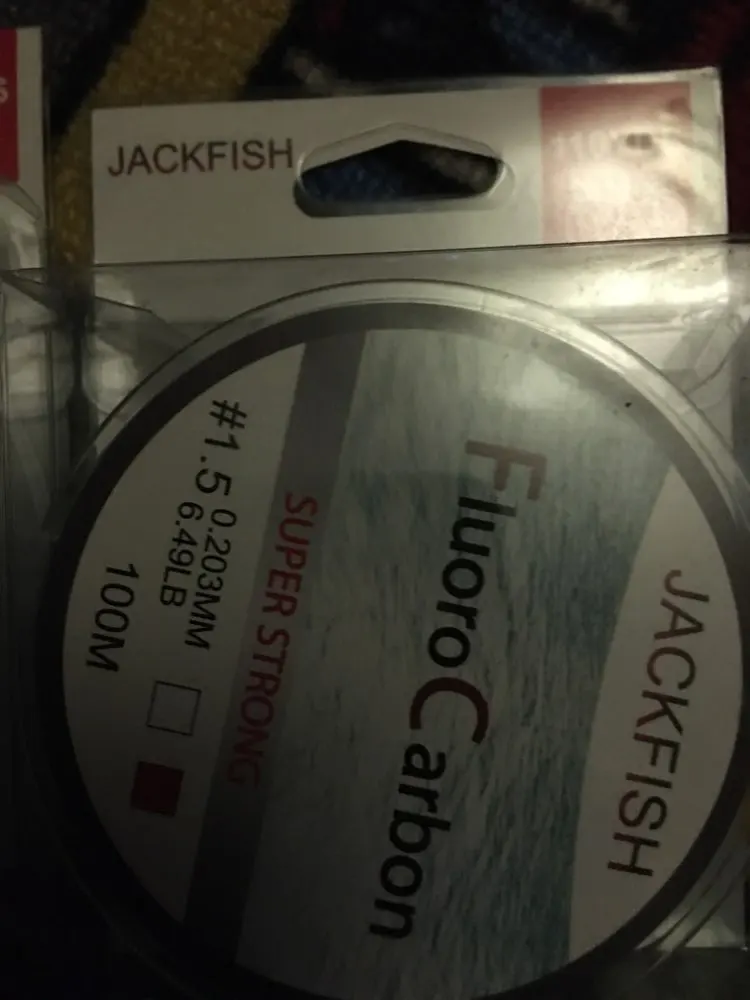 JACKFISH
JACKFISH
FluoroCarbon
SUPER STRONG
#1.5 0.203MM
6.49LB
100M